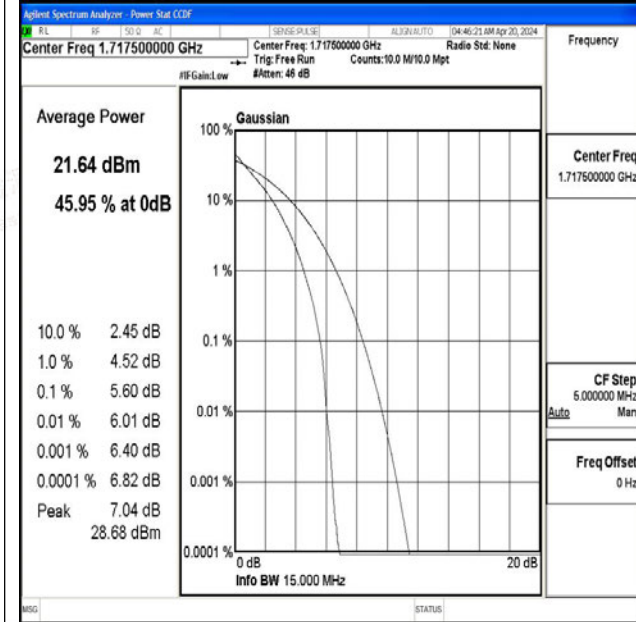 Agilent Spectrum Analyzer - Power Stat CCDF
RL RF 50 Ω AC SENSE:PULSE ALIGN AUTO 04:46:21 AM Apr 20, 2024
Center Freq 1.717500000 GHz
Center Freq: 1.717500000 GHz Radio Std: None
Trig: Free Run Counts:10.0 M/10.0 Mpt
#IFGain:Low #Atten: 46 dB
Frequency
Average Power
21.64 dBm
45.95 % at 0dB
10.0 % 2.45 dB
1.0 % 4.52 dB
0.1 % 5.60 dB
0.01 % 6.01 dB
0.001 % 6.40 dB
0.0001 % 6.82 dB
Peak 7.04 dB
28.68 dBm
Gaussian
100 %
10 %
1 %
0.1 %
0.01 %
0.001 %
0.0001 %
0 dB 20 dB
Info BW 15.000 MHz
Center Freq
1.717500000 GHz
CF Step
5.000000 MHz
Auto Man
Freq Offset
0 Hz
MSG STATUS